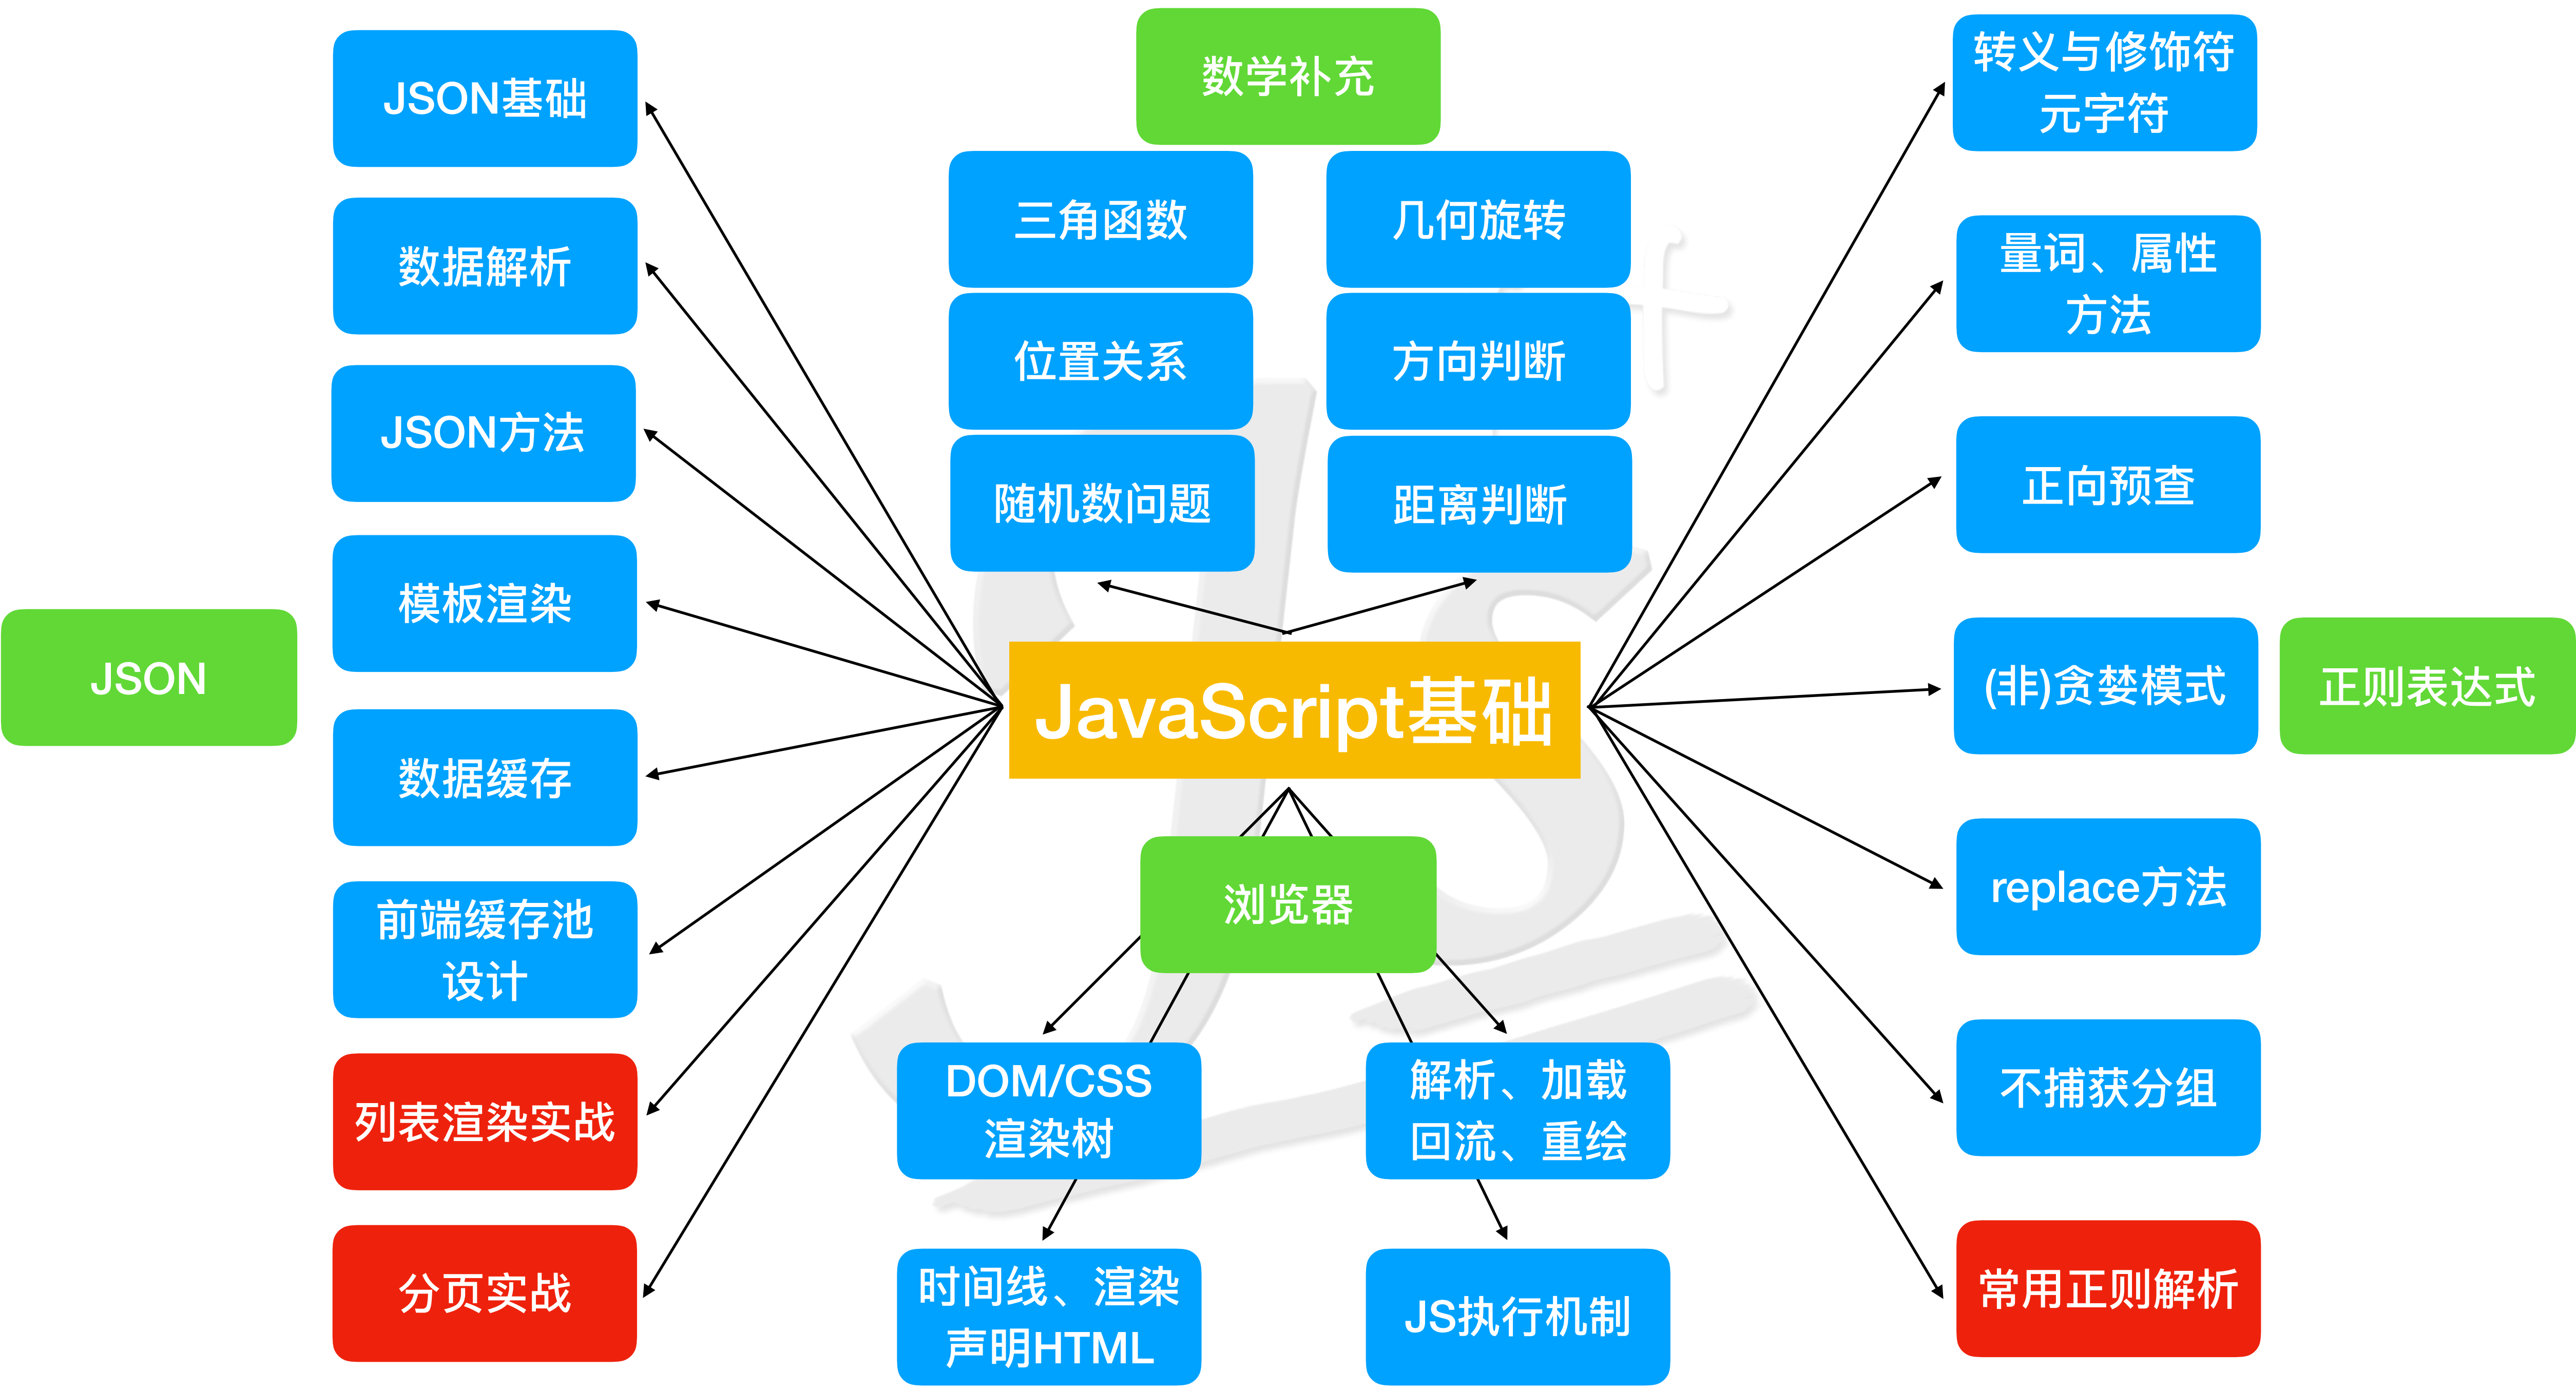 JSON
JSON基础
数据解析
JSON方法
模板渲染
数据缓存
前端缓存池
设计
列表渲染实战
分页实战
数学补充
三角函数
几何旋转
位置关系
方向判断
随机数问题
距离判断
JavaScript基础
浏览器
DOM/CSS
渲染树
解析、加载
回流、重绘
时间线、渲染
声明HTML
JS执行机制
转义与修饰符
元字符
量词、属性
方法
正向预查
(非)贪婪模式
replace方法
不捕获分组
常用正则解析
正则表达式